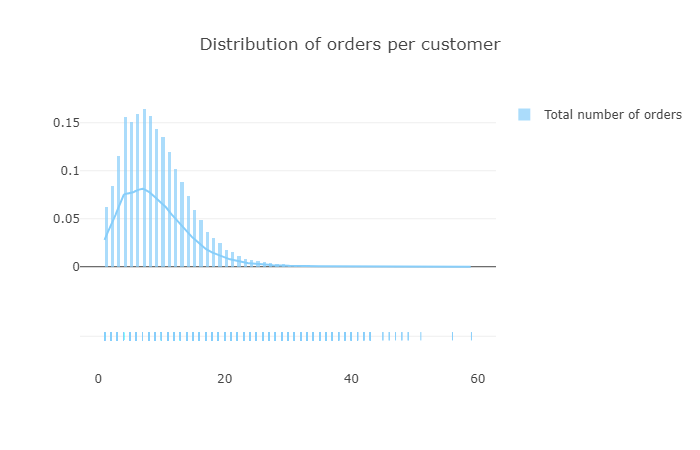 Distribution of orders per customer
Total number of orders
0.15
0.1
0.05
0
0 20 40 60